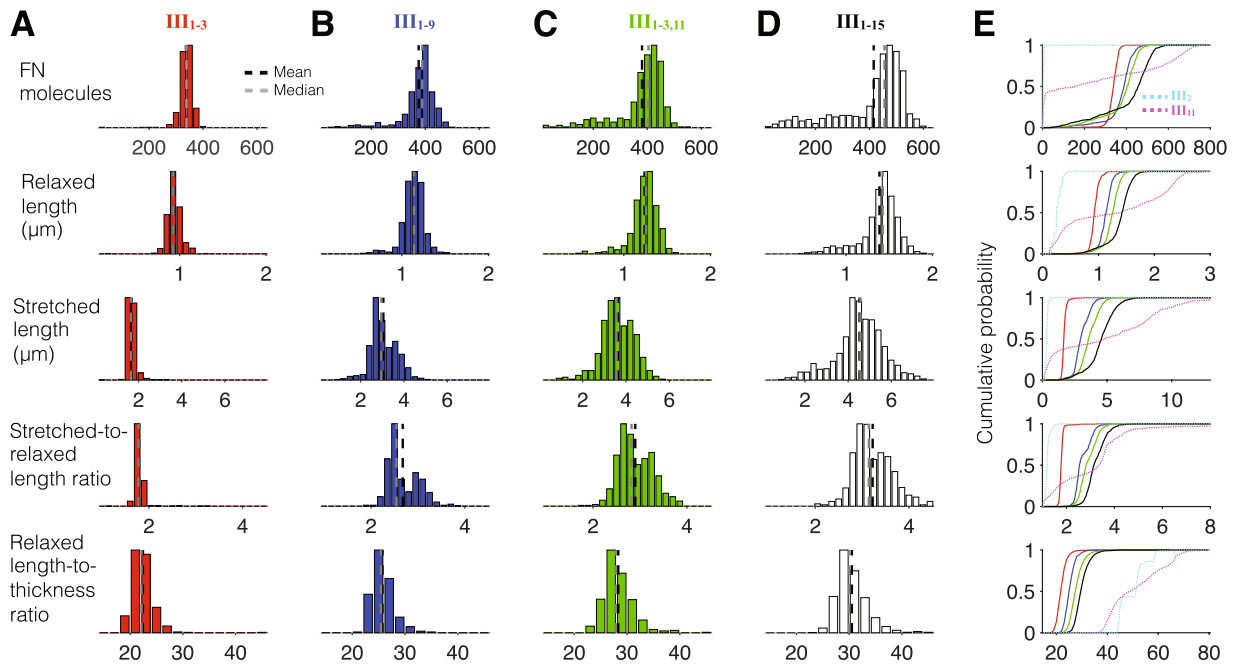 A
III1-3
B
III1-9
C
III1-3,11
D
III1-15
E
FN
molecules
Mean
Median
III2
III11
200 400 600
200 400 600
200 400 600
200 400 600
1
0.5
0
0 200 400 600 800
Relaxed
length
(µm)
1 2
1 2
1 2
1 2
1
0.5
0
0 1 2 3
Stretched
length
(µm)
2 4 6
2 4 6
2 4 6
2 4 6
1
0.5
0
0 5 10
Cumulative probability
Stretched-to-
relaxed
length ratio
2 4
2 4
2 4
2 4
1
0.5
0
2 4 6 8
Relaxed
length-to-
thickness
ratio
20 30 40
20 30 40
20 30 40
20 30 40
1
0.5
0
20 40 60 80